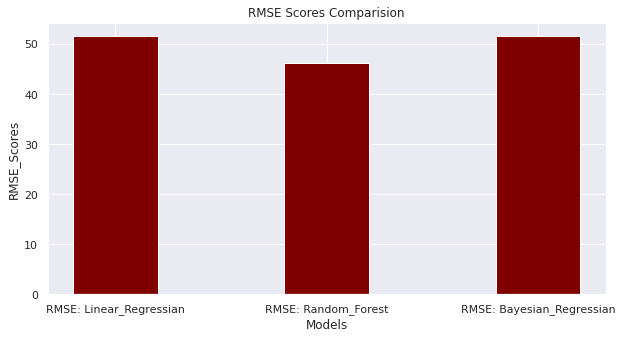 RMSE Scores Comparision
50
40
30
20
10
0
RMSE_Scores
RMSE: Linear_Regressian
RMSE: Random_Forest
RMSE: Bayesian_Regressian
Models